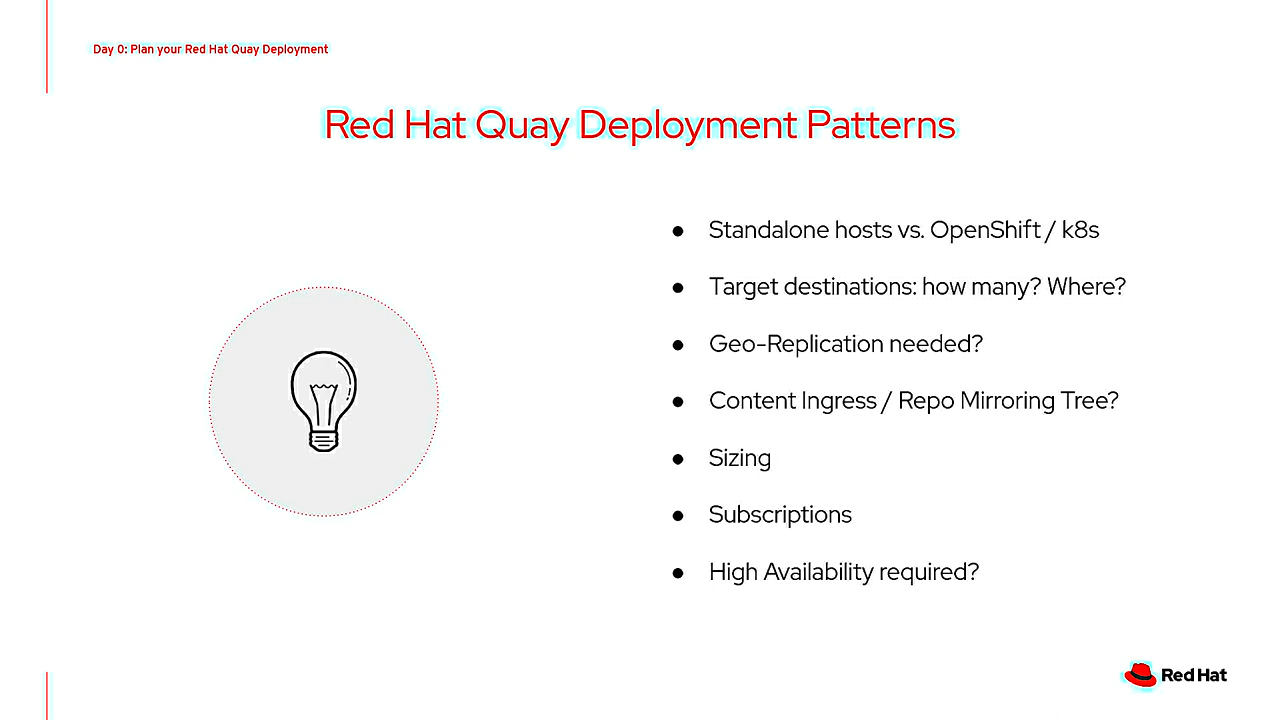 Day 0: Plan your Red Hat Quay Deployment
Red Hat Quay Deployment Patterns
● Standalone hosts vs. OpenShift / k8s
● Target destinations: how many? Where?
● Geo-Replication needed?
● Content Ingress / Repo Mirroring Tree?
● Sizing
● Subscriptions
● High Availability required?
Red Hat